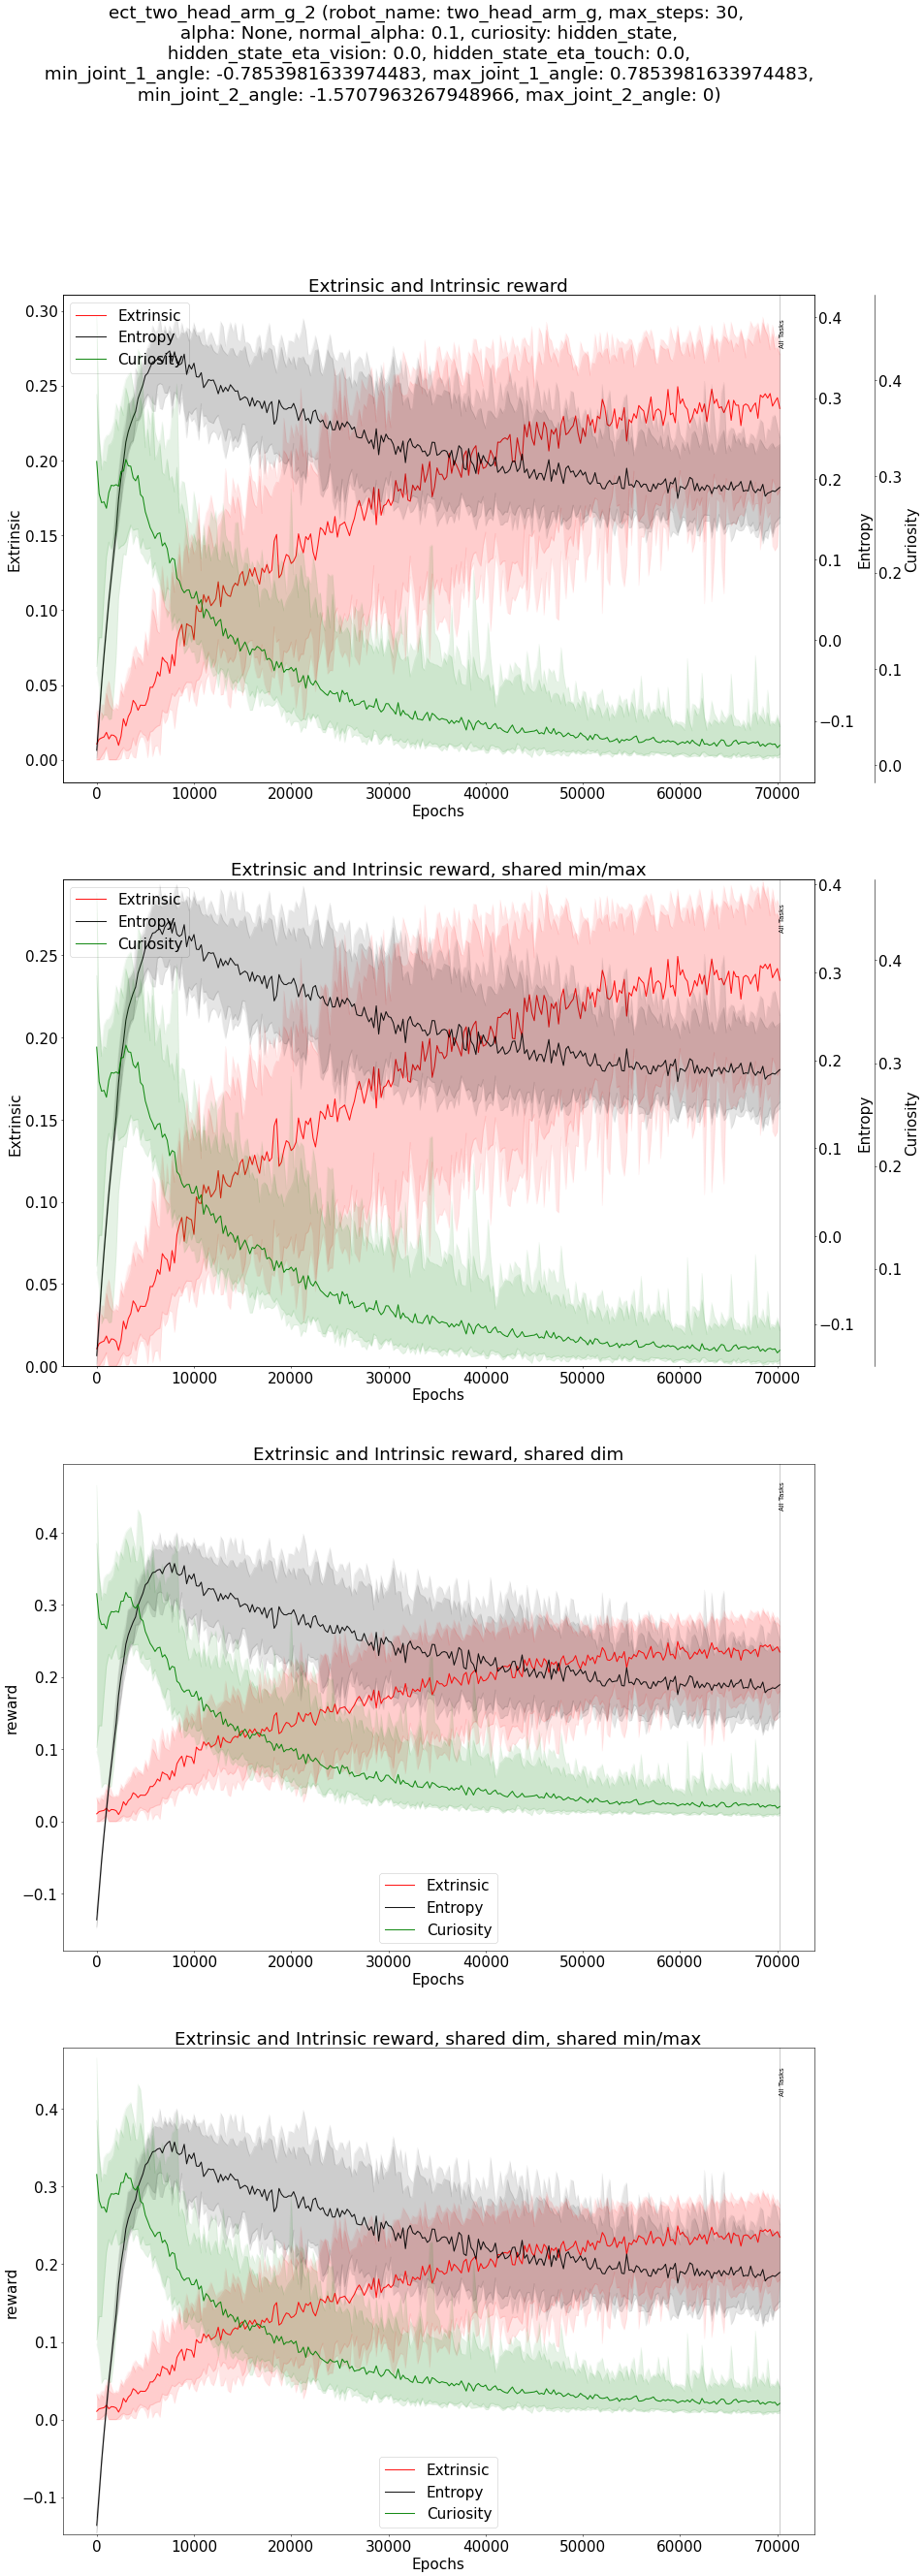 ect_two_head_arm_g_2 (robot_name: two_head_arm_g, max_steps: 30,
alpha: None, normal_alpha: 0.1, curiosity: hidden_state,
hidden_state_eta_vision: 0.0, hidden_state_eta_touch: 0.0,
min_joint_1_angle: -0.7853981633974483, max_joint_1_angle: 0.7853981633974483,
min_joint_2_angle: -1.5707963267948966, max_joint_2_angle: 0)
Extrinsic and Intrinsic reward
Extrinsic
Entropy
Curiosity
All Tasks
0.30
0.25
0.20
0.15
0.10
0.05
0.00
Extrinsic
0.4
0.3
0.2
0.1
0.0
−0.1
Entropy
0.4
0.3
0.2
0.1
0.0
Curiosity
0 10000 20000 30000 40000 50000 60000 70000
Epochs
Extrinsic and Intrinsic reward, shared min/max
Extrinsic
Entropy
Curiosity
All Tasks
0.25
0.20
0.15
0.10
0.05
0.00
Extrinsic
0.4
0.3
0.2
0.1
0.0
−0.1
Entropy
0.4
0.3
0.2
0.1
Curiosity
0 10000 20000 30000 40000 50000 60000 70000
Epochs
Extrinsic and Intrinsic reward, shared dim
All Tasks
0.4
0.3
0.2
0.1
0.0
−0.1
reward
Extrinsic
Entropy
Curiosity
0 10000 20000 30000 40000 50000 60000 70000
Epochs
Extrinsic and Intrinsic reward, shared dim, shared min/max
All Tasks
0.4
0.3
0.2
0.1
0.0
−0.1
reward
Extrinsic
Entropy
Curiosity
0 10000 20000 30000 40000 50000 60000 70000
Epochs